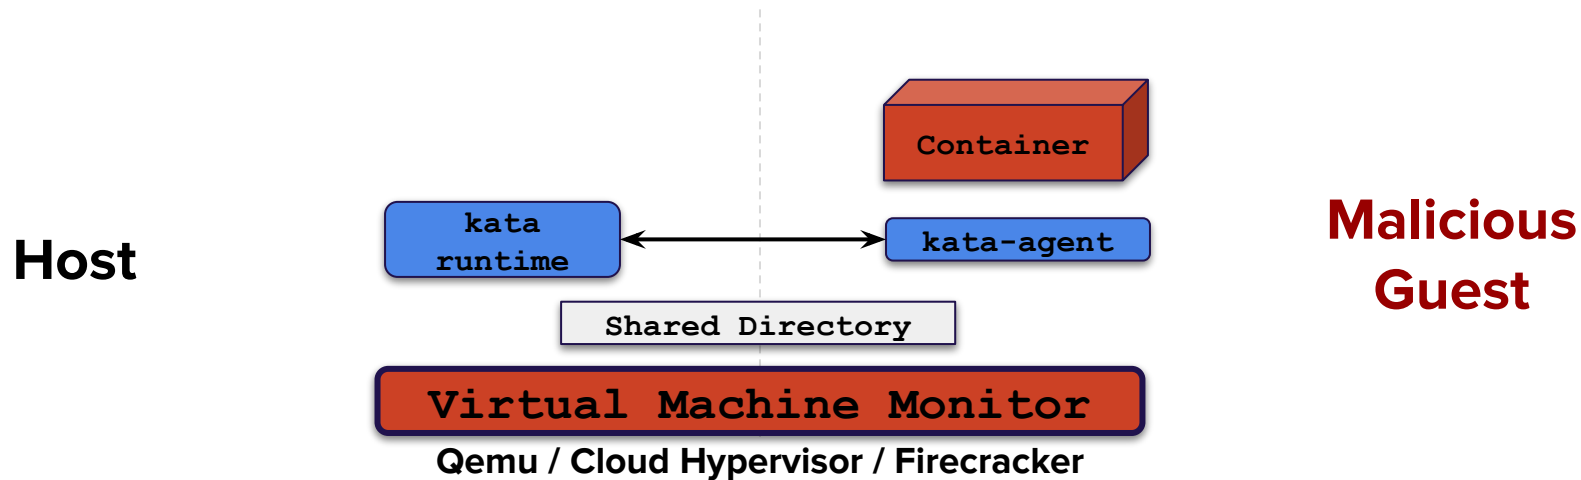 Container
kata
runtime
kata-agent
Host
Malicious
Guest
Shared Directory
Virtual Machine Monitor
Qemu / Cloud Hypervisor / Firecracker